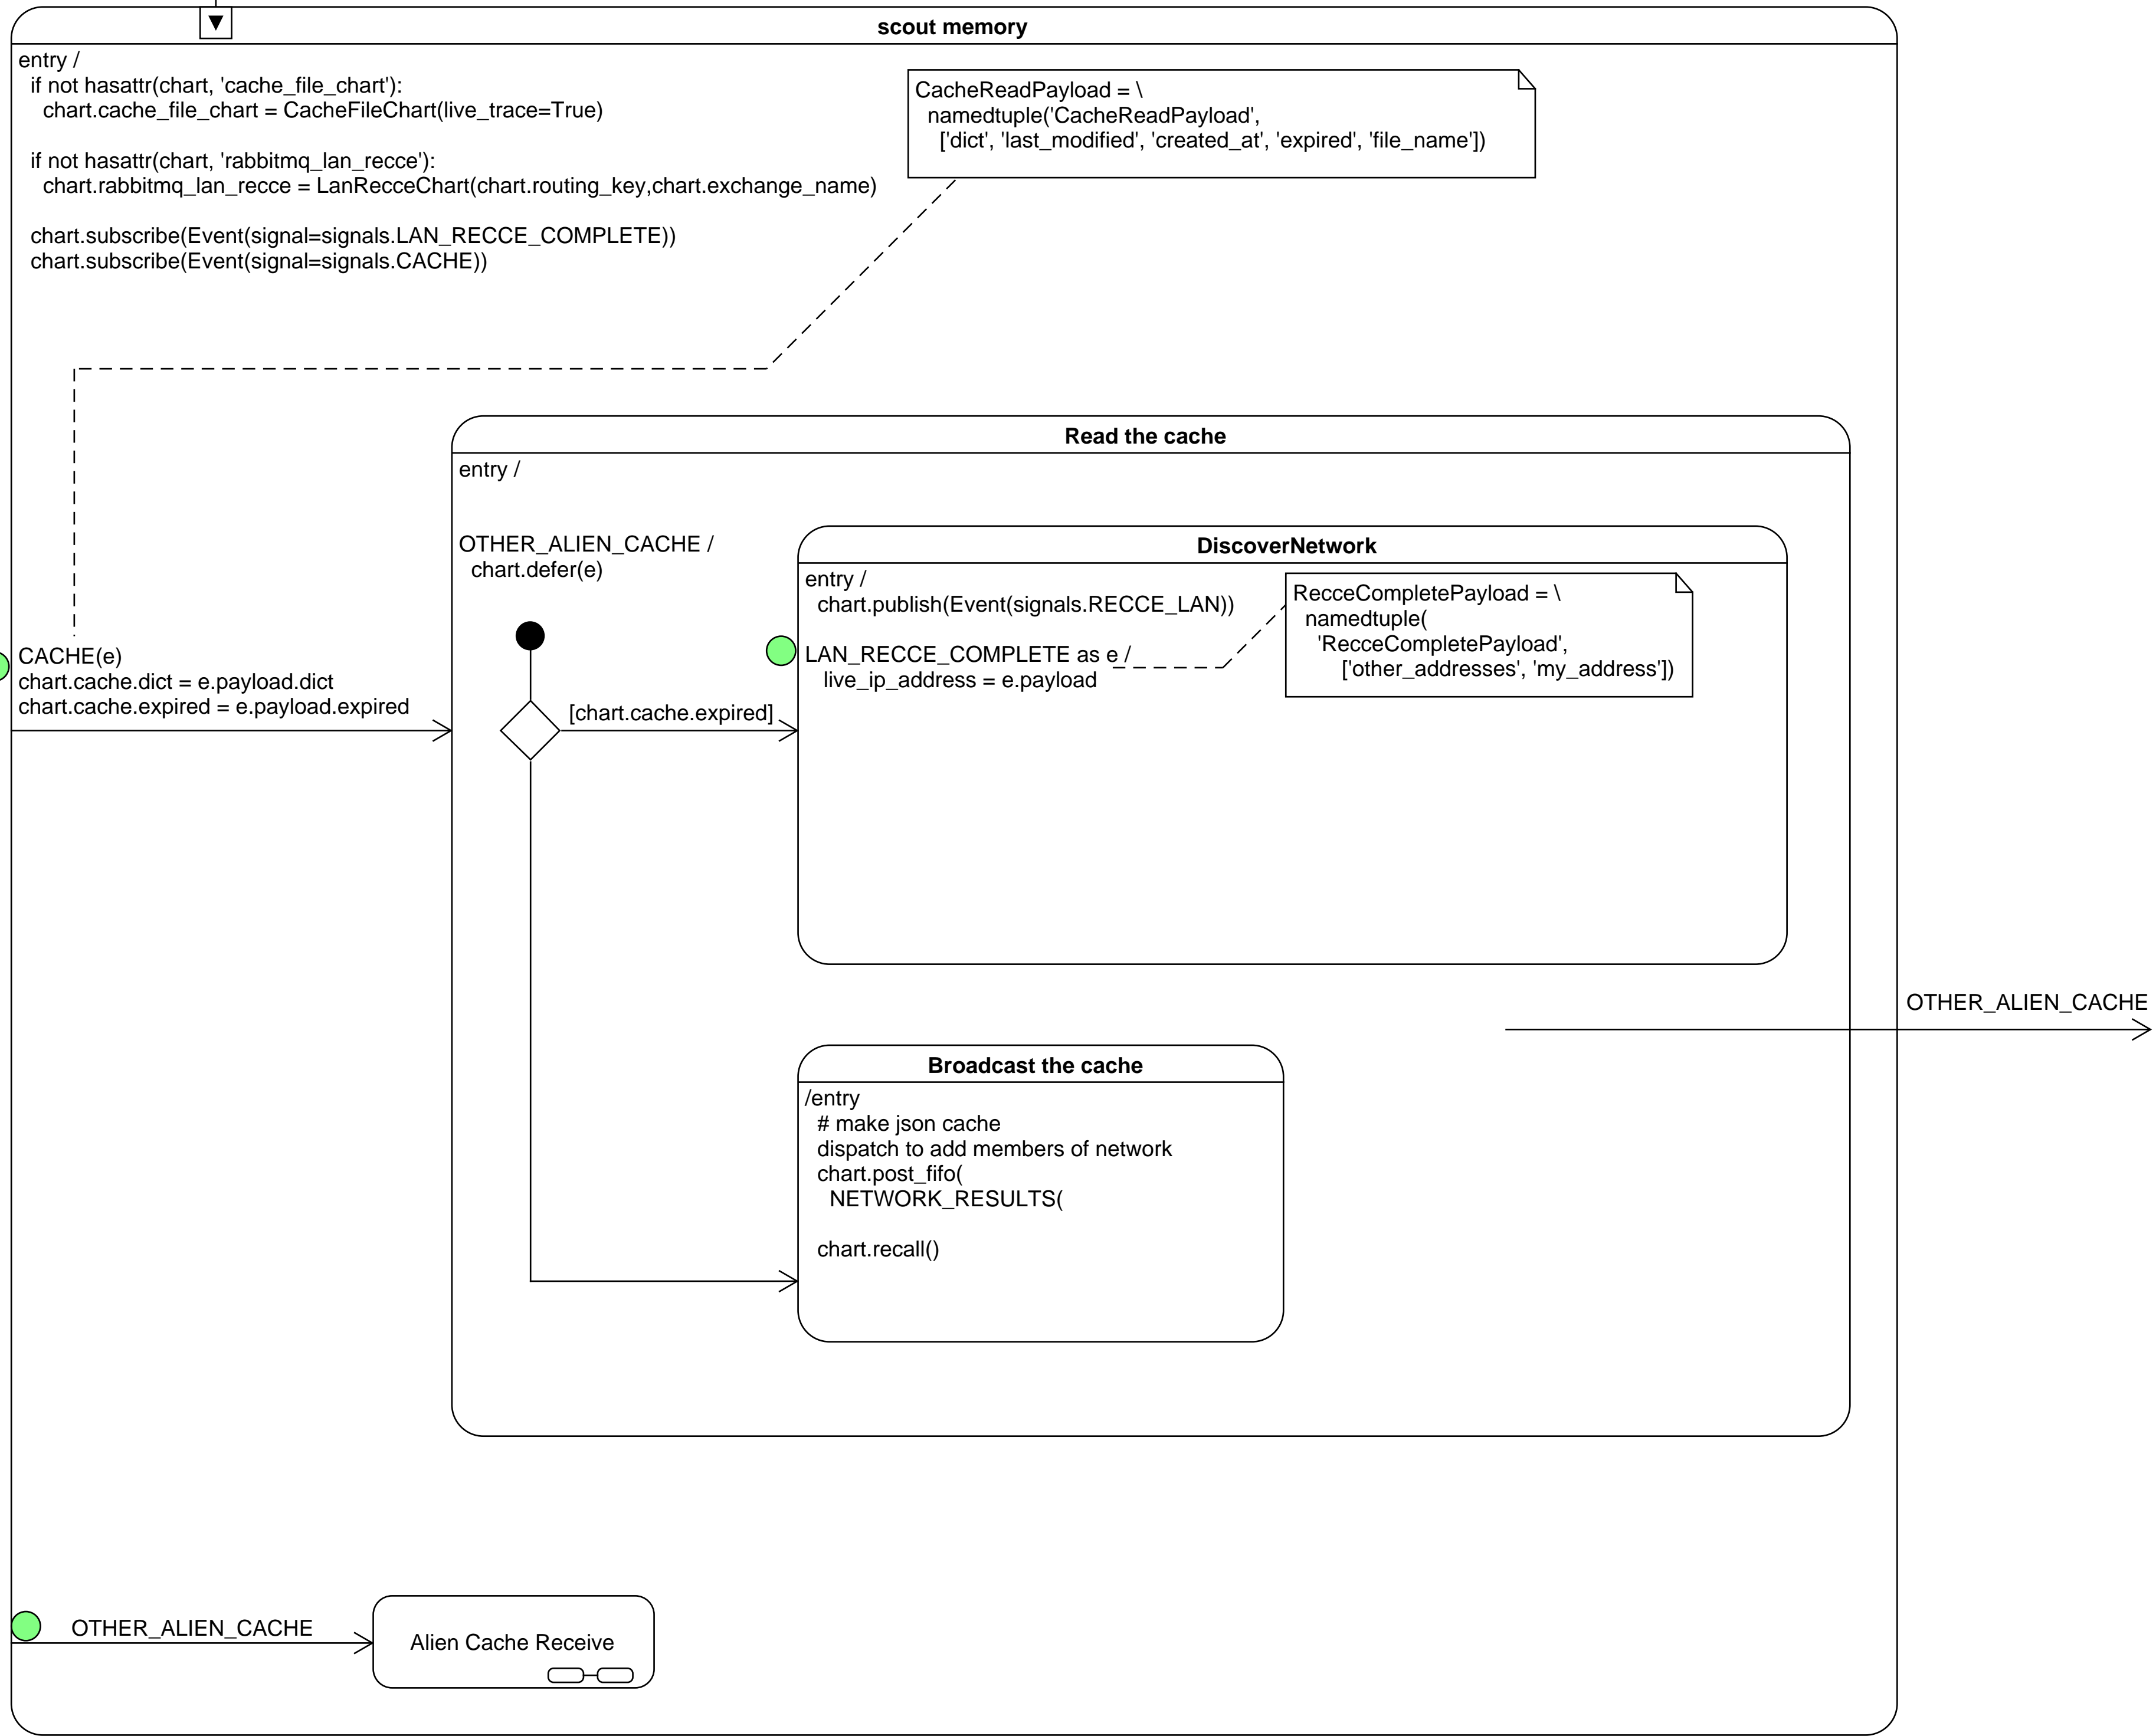 scout memory
entry /
if not hasattr(chart, 'cache_file_chart'):
chart.cache_file_chart = CacheFileChart(live_trace=True)
if not hasattr(chart, 'rabbitmq_lan_recce'):
chart.rabbitmq_lan_recce = LanRecceChart(chart.routing_key,chart.exchange_name)
chart.subscribe(Event(signal=signals.LAN_RECCE_COMPLETE))
chart.subscribe(Event(signal=signals.CACHE))
CacheReadPayload = \
namedtuple('CacheReadPayload',
['dict', 'last_modified', 'created_at', 'expired', 'file_name'])
CACHE(e)
chart.cache.dict = e.payload.dict
chart.cache.expired = e.payload.expired
Read the cache
entry /
OTHER_ALIEN_CACHE /
chart.defer(e)
[chart.cache.expired]
DiscoverNetwork
entry /
chart.publish(Event(signals.RECCE_LAN))
LAN_RECCE_COMPLETE as e /
live_ip_address = e.payload
RecceCompletePayload = \
namedtuple(
'RecceCompletePayload',
['other_addresses', 'my_address'])
OTHER_ALIEN_CACHE
Broadcast the cache
/entry
# make json cache
dispatch to add members of network
chart.post_fifo(
NETWORK_RESULTS(
chart.recall()
OTHER_ALIEN_CACHE
Alien Cache Receive